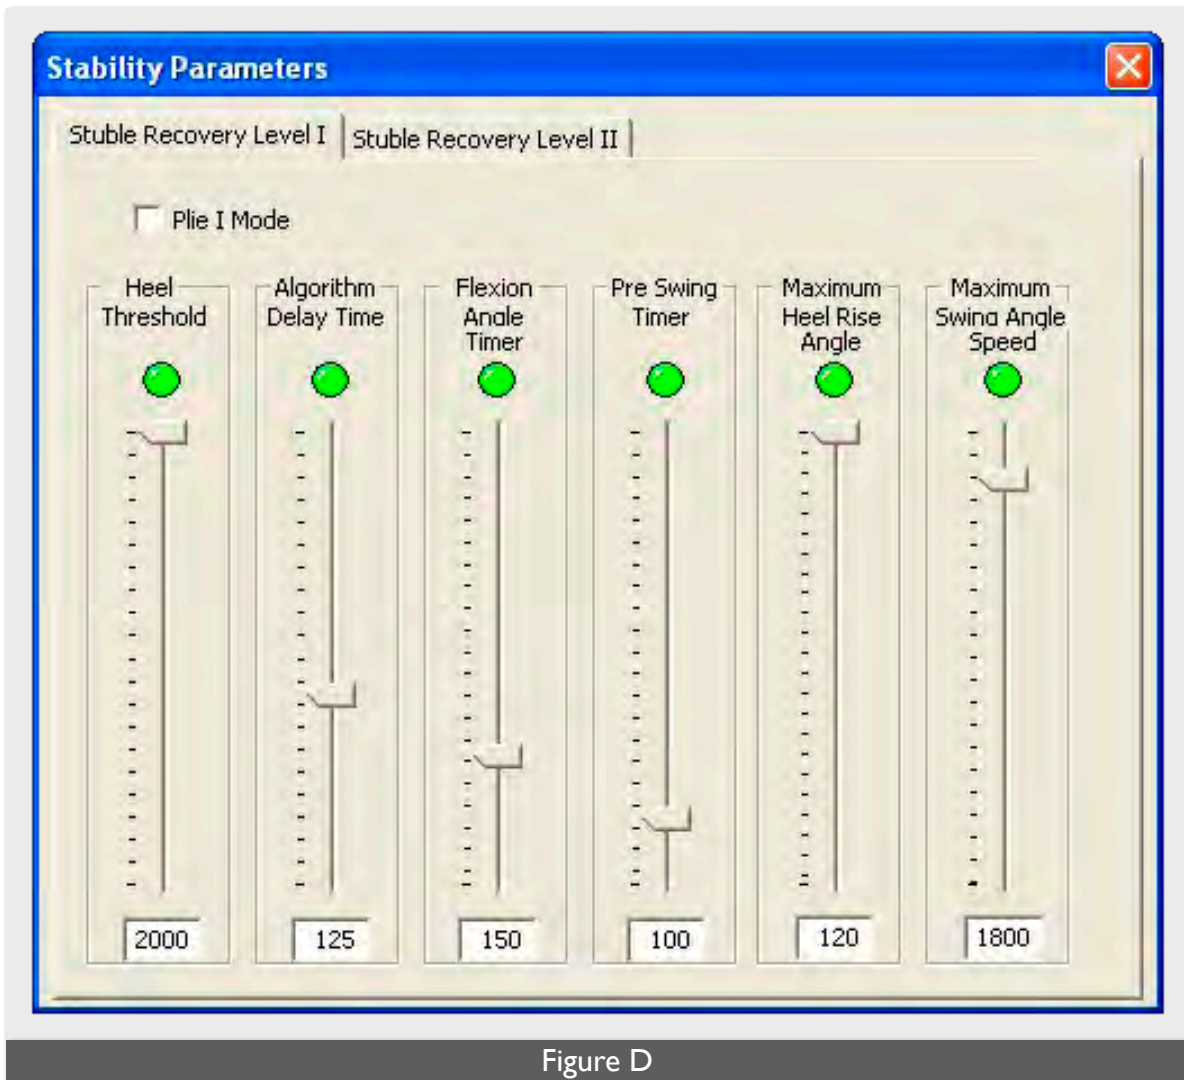 Stability Parameters
Stuble Recovery Level I
Stuble Recovery Level II
Plie I Mode
Heel
Threshold
2000
Algorithm
Delay Time
125
Flexion
Angle
Timer
150
Pre Swing
Timer
100
Maximum
Heel Rise
Angle
120
Maximum
Swing Angle
Speed
1800
Figure D